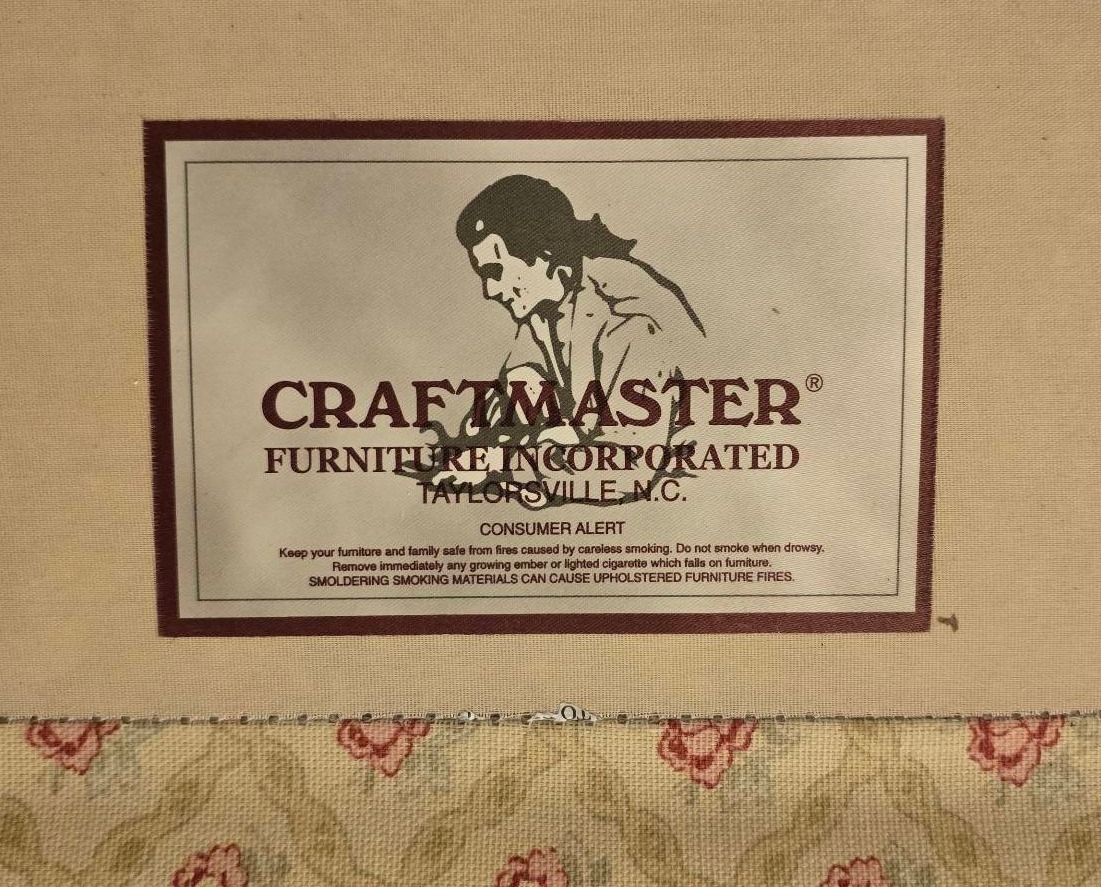 CRAFTMASTER®
FURNITURE INCORPORATED
TAYLORSVILLE, N.C.
CONSUMER ALERT
Keep your furniture and family safe from fires caused by careless smoking. Do not smoke when drowsy.
Remove immediately any growing ember or lighted cigarette which falls on furniture.
SMOLDERING SMOKING MATERIALS CAN CAUSE UPHOLSTERED FURNITURE FIRES.